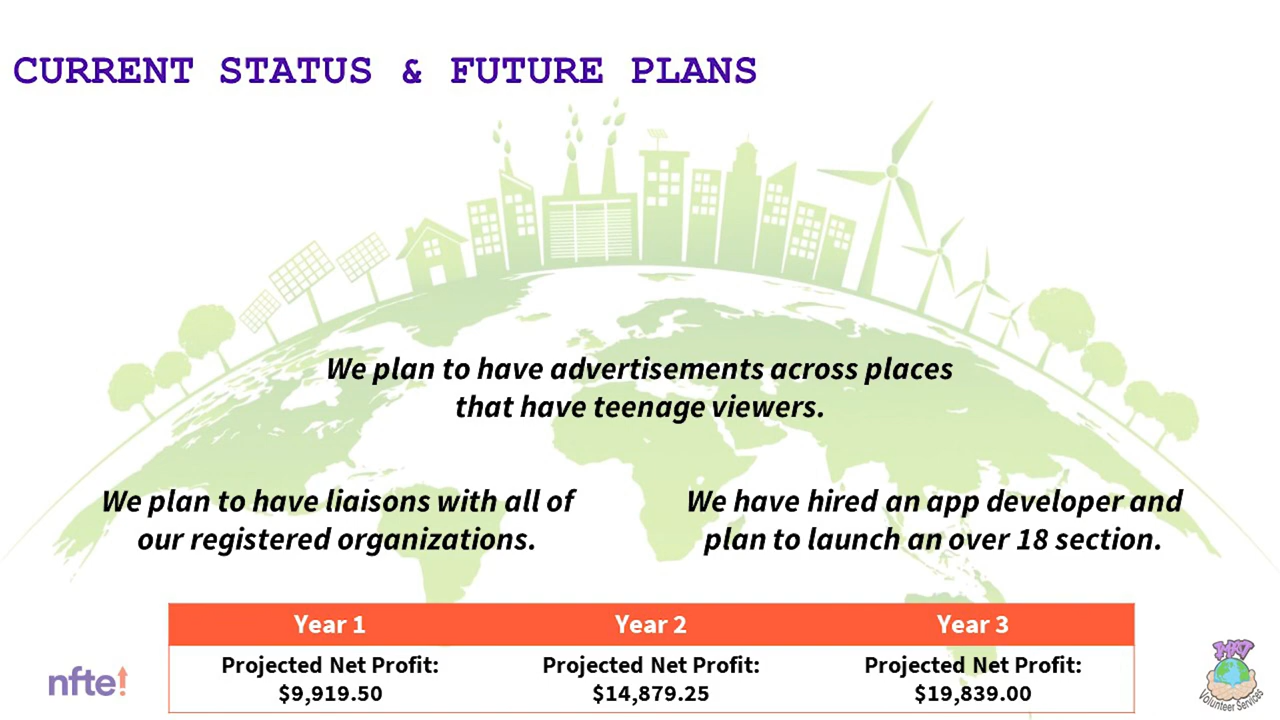 CURRENT STATUS & FUTURE PLANS
We plan to have advertisements across places
that have teenage viewers.
We plan to have liaisons with all of
our registered organizations.
We have hired an app developer and
plan to launch an over 18 section.
Year 1 Year 2 Year 3
Projected Net Profit: Projected Net Profit: Projected Net Profit:
$9,919.50 $14,879.25 $19,839.00
nfte!
Volunteer Services